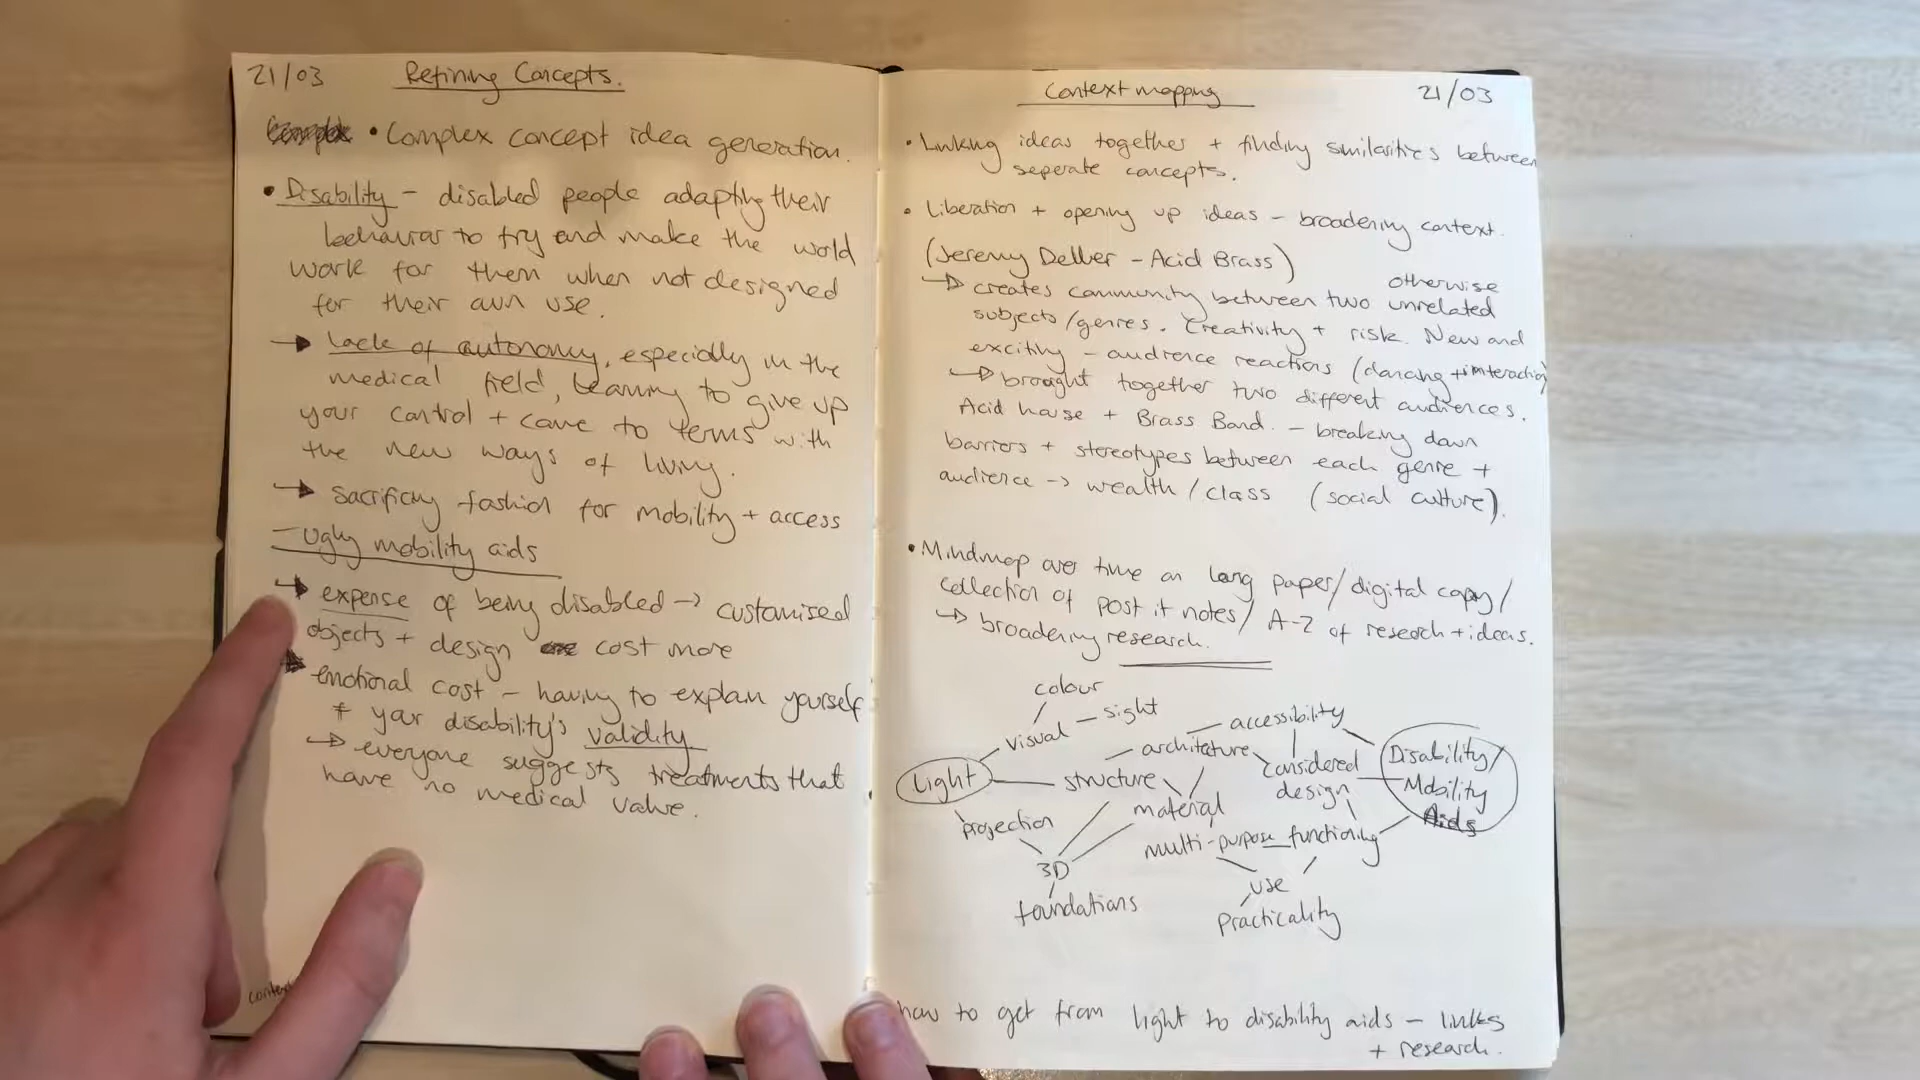 21/03 Refining Concepts.
• Complex concept idea generation.
• Disability - disabled people adapting their
behaviour to try and make the world
work for them when not designed
for their own use.
→ lack of autonomy, especially in the
medical field, learning to give up
your control + come to terms with
the new ways of living.
→ sacrificing fashion for mobility + access
- ugly mobility aids
→ expense of being disabled → customised
objects + design cost more
→ emotional cost - having to explain yourself
+ your disability's validity
→ everyone suggests treatments that
have no medical value.
Context mapping 21/03
• Linking ideas together + finding similarities between
seperate concepts.
• Liberation + opening up ideas - broadening context.
(Jeremy Deller - Acid Brass)
→ creates community between two otherwise unrelated
subjects/genres. Creativity + risk. New and
exciting - audience reactions (dancing + interaction)
→ brought together two different audiences.
Acid house + Brass Band. - breaking down
barriers + stereotypes between each genre +
audience → wealth/class (social culture).
• Mindmap over time on long paper/digital copy/
collection of post it notes/ A-Z of research + ideas.
→ broadening research.
colour
visual - sight
accessibility
architecture
Light
structure
considered
design
Disability/
Mobility
Aids
projection
material
multi-purpose functioning
3D
use
foundations
practicality
how to get from light to disability aids - links
+ research.